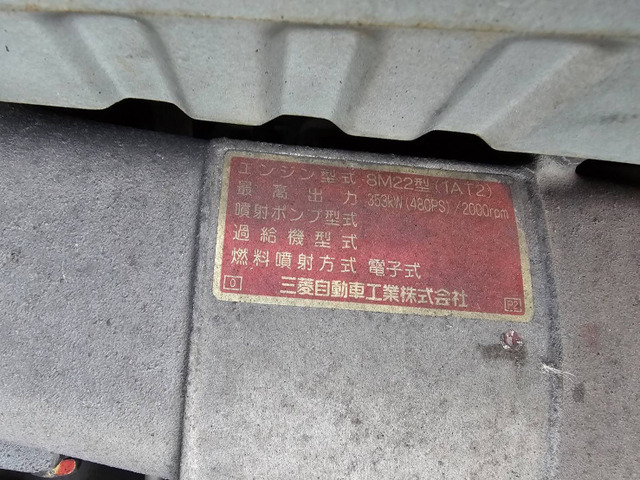 エンジン型式 8M22型(1AT2)
最高出力 353kW(480PS)/2000rpm
噴射ポンプ型式
過給機型式
燃料噴射方式 電子式
0 三菱自動車工業株式会社 P2